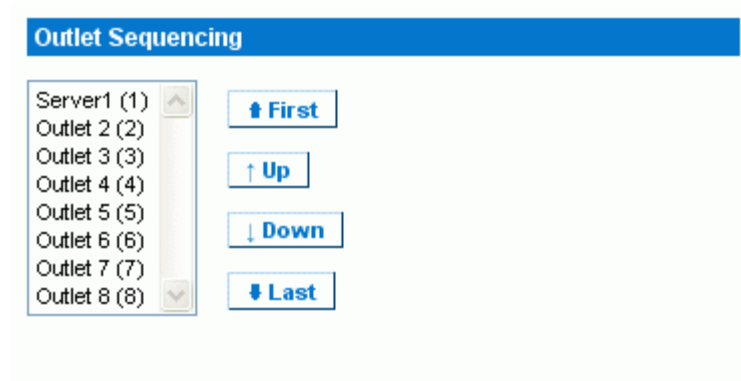 Outlet Sequencing
Server1 (1)
Outlet 2 (2)
Outlet 3 (3)
Outlet 4 (4)
Outlet 5 (5)
Outlet 6 (6)
Outlet 7 (7)
Outlet 8 (8)
First
↑ Up
↓ Down
Last